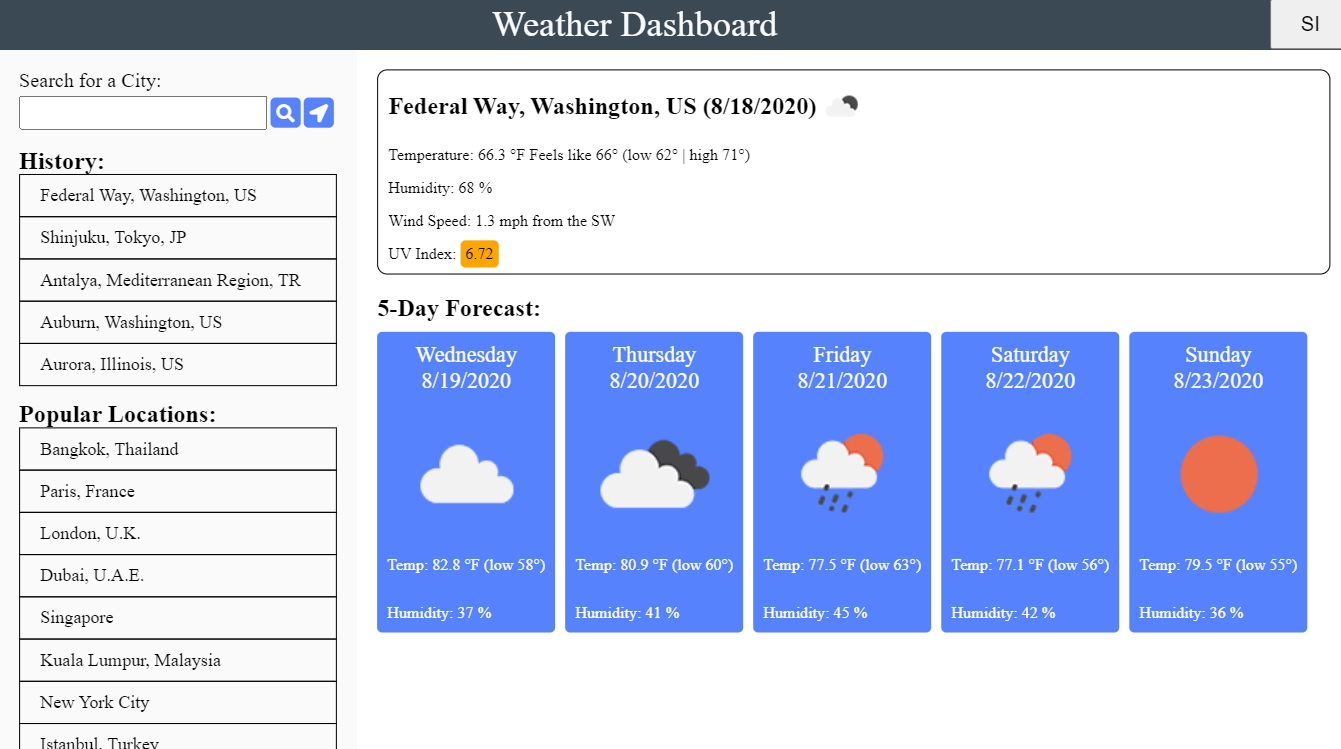 Weather Dashboard
SI
Search for a City:
History:
Federal Way, Washington, US
Shinjuku, Tokyo, JP
Antalya, Mediterranean Region, TR
Auburn, Washington, US
Aurora, Illinois, US
Popular Locations:
Bangkok, Thailand
Paris, France
London, U.K.
Dubai, U.A.E.
Singapore
Kuala Lumpur, Malaysia
New York City
Istanbul, Turkey
Federal Way, Washington, US (8/18/2020)
Temperature: 66.3 °F Feels like 66° (low 62° | high 71°)
Humidity: 68 %
Wind Speed: 1.3 mph from the SW
UV Index: 6.72
5-Day Forecast:
Wednesday
8/19/2020
Temp: 82.8 °F (low 58°)
Humidity: 37 %
Thursday
8/20/2020
Temp: 80.9 °F (low 60°)
Humidity: 41 %
Friday
8/21/2020
Temp: 77.5 °F (low 63°)
Humidity: 45 %
Saturday
8/22/2020
Temp: 77.1 °F (low 56°)
Humidity: 42 %
Sunday
8/23/2020
Temp: 79.5 °F (low 55°)
Humidity: 36 %